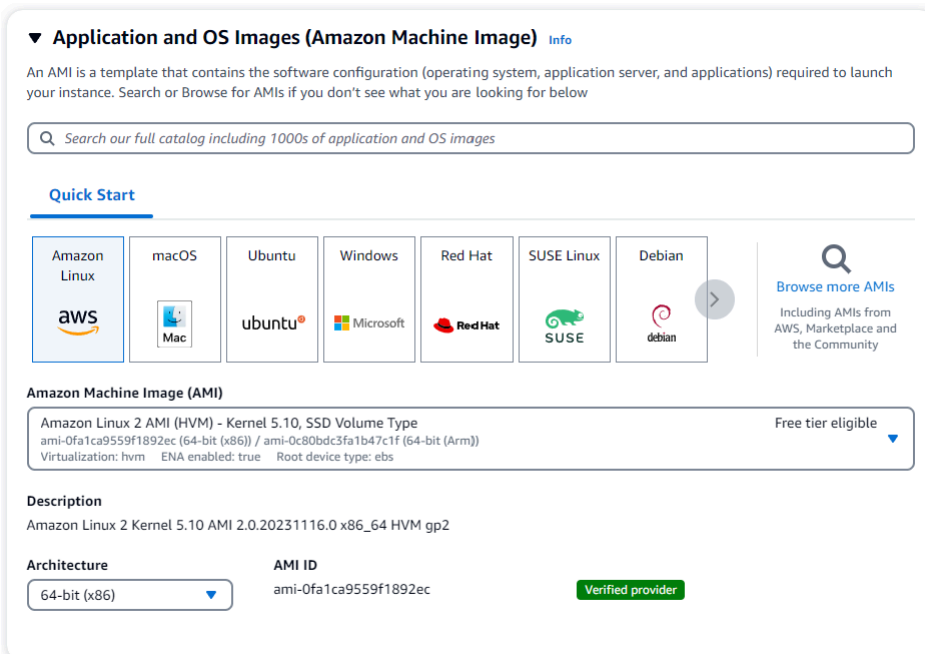 Application and OS Images (Amazon Machine Image) Info
An AMI is a template that contains the software configuration (operating system, application server, and applications) required to launch
your instance. Search or Browse for AMIs if you don't see what you are looking for below
Search our full catalog including 1000s of application and OS images
Quick Start
Amazon
Linux
aws
macOS
Mac
Ubuntu
ubuntu
Windows
Microsoft
Red Hat
Red Hat
SUSE Linux
SUSE
Debian
debian
Browse more AMIs
Including AMIs from
AWS, Marketplace and
the Community
Amazon Machine Image (AMI)
Amazon Linux 2 AMI (HVM) - Kernel 5.10, SSD Volume Type
Free tier eligible
ami-0fa1ca9559f1892ec (64-bit (x86)) / ami-0c80bdc3fa1b47c1f (64-bit (Arm))
Virtualization: hvm ENA enabled: true Root device type: ebs
Description
Amazon Linux 2 Kernel 5.10 AMI 2.0.20231116.0 x86_64 HVM gp2
Architecture
64-bit (x86)
AMI ID
ami-0fa1ca9559f1892ec
Verified provider